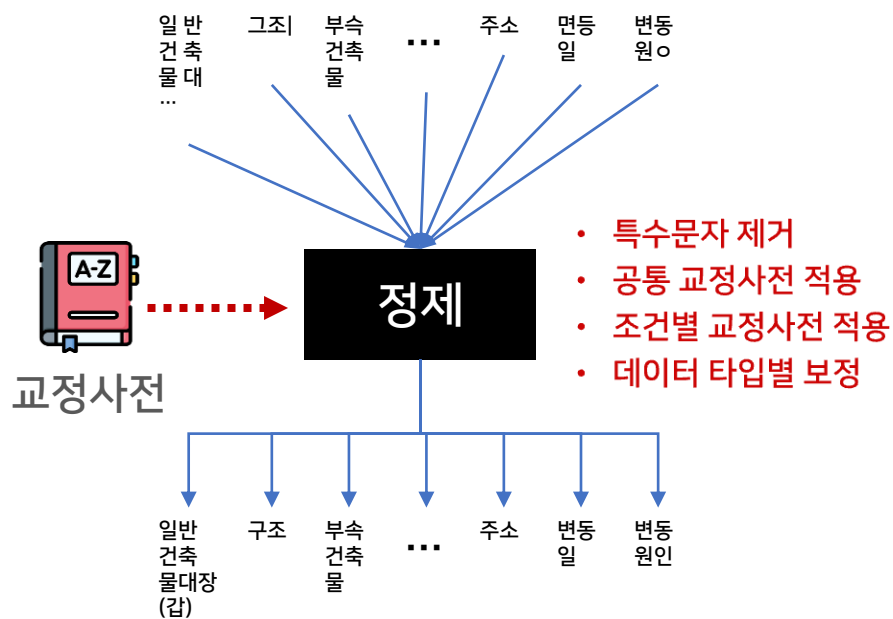 일 반
건 축
물 대
...
그조|
부슥
건촉
물
...
주소
면등
일
변동
원ㅇ
A-Z
교정사전
정제
• 특수문자 제거
• 공통 교정사전 적용
• 조건별 교정사전 적용
• 데이터 타입별 보정
일반
건축
물대장
(갑)
구조
부속
건축
물
...
주소
변동
일
변동
원인